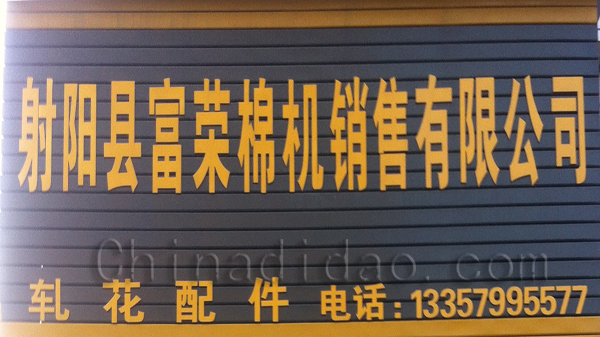 射阳县富荣棉机销售有限公司
Chinadidao.com
轧花配件 电话:13357995577